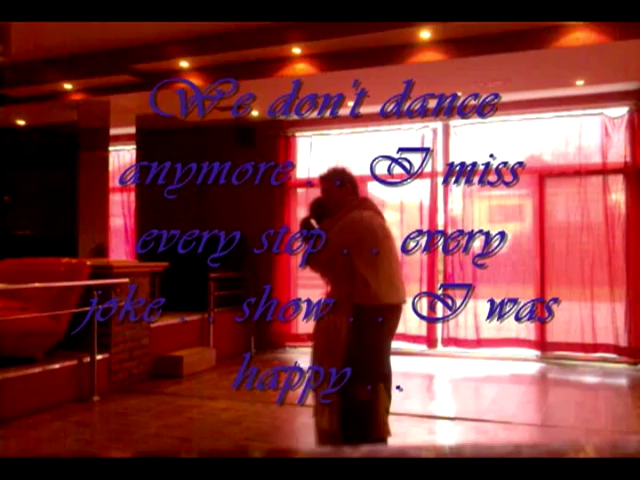 We don't dance
anymore . . I miss
every step . . every
joke . . show . . I was
happy . .